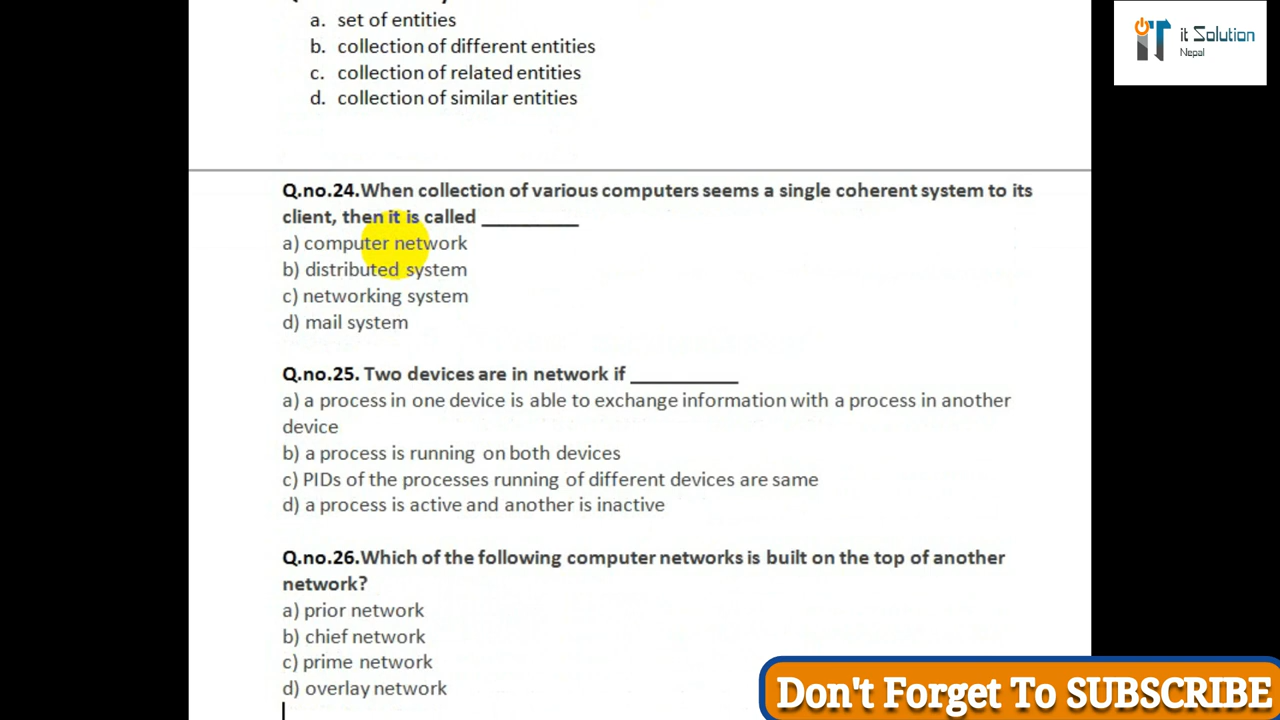 a. set of entities
b. collection of different entities
c. collection of related entities
d. collection of similar entities
it Solution
Nepal
Q.no.24.When collection of various computers seems a single coherent system to its
client, then it is called _________
a) computer network
b) distributed system
c) networking system
d) mail system
Q.no.25. Two devices are in network if __________
a) a process in one device is able to exchange information with a process in another
device
b) a process is running on both devices
c) PIDs of the processes running of different devices are same
d) a process is active and another is inactive
Q.no.26.Which of the following computer networks is built on the top of another
network?
a) prior network
b) chief network
c) prime network
d) overlay network
Don't Forget To SUBSCRIBE